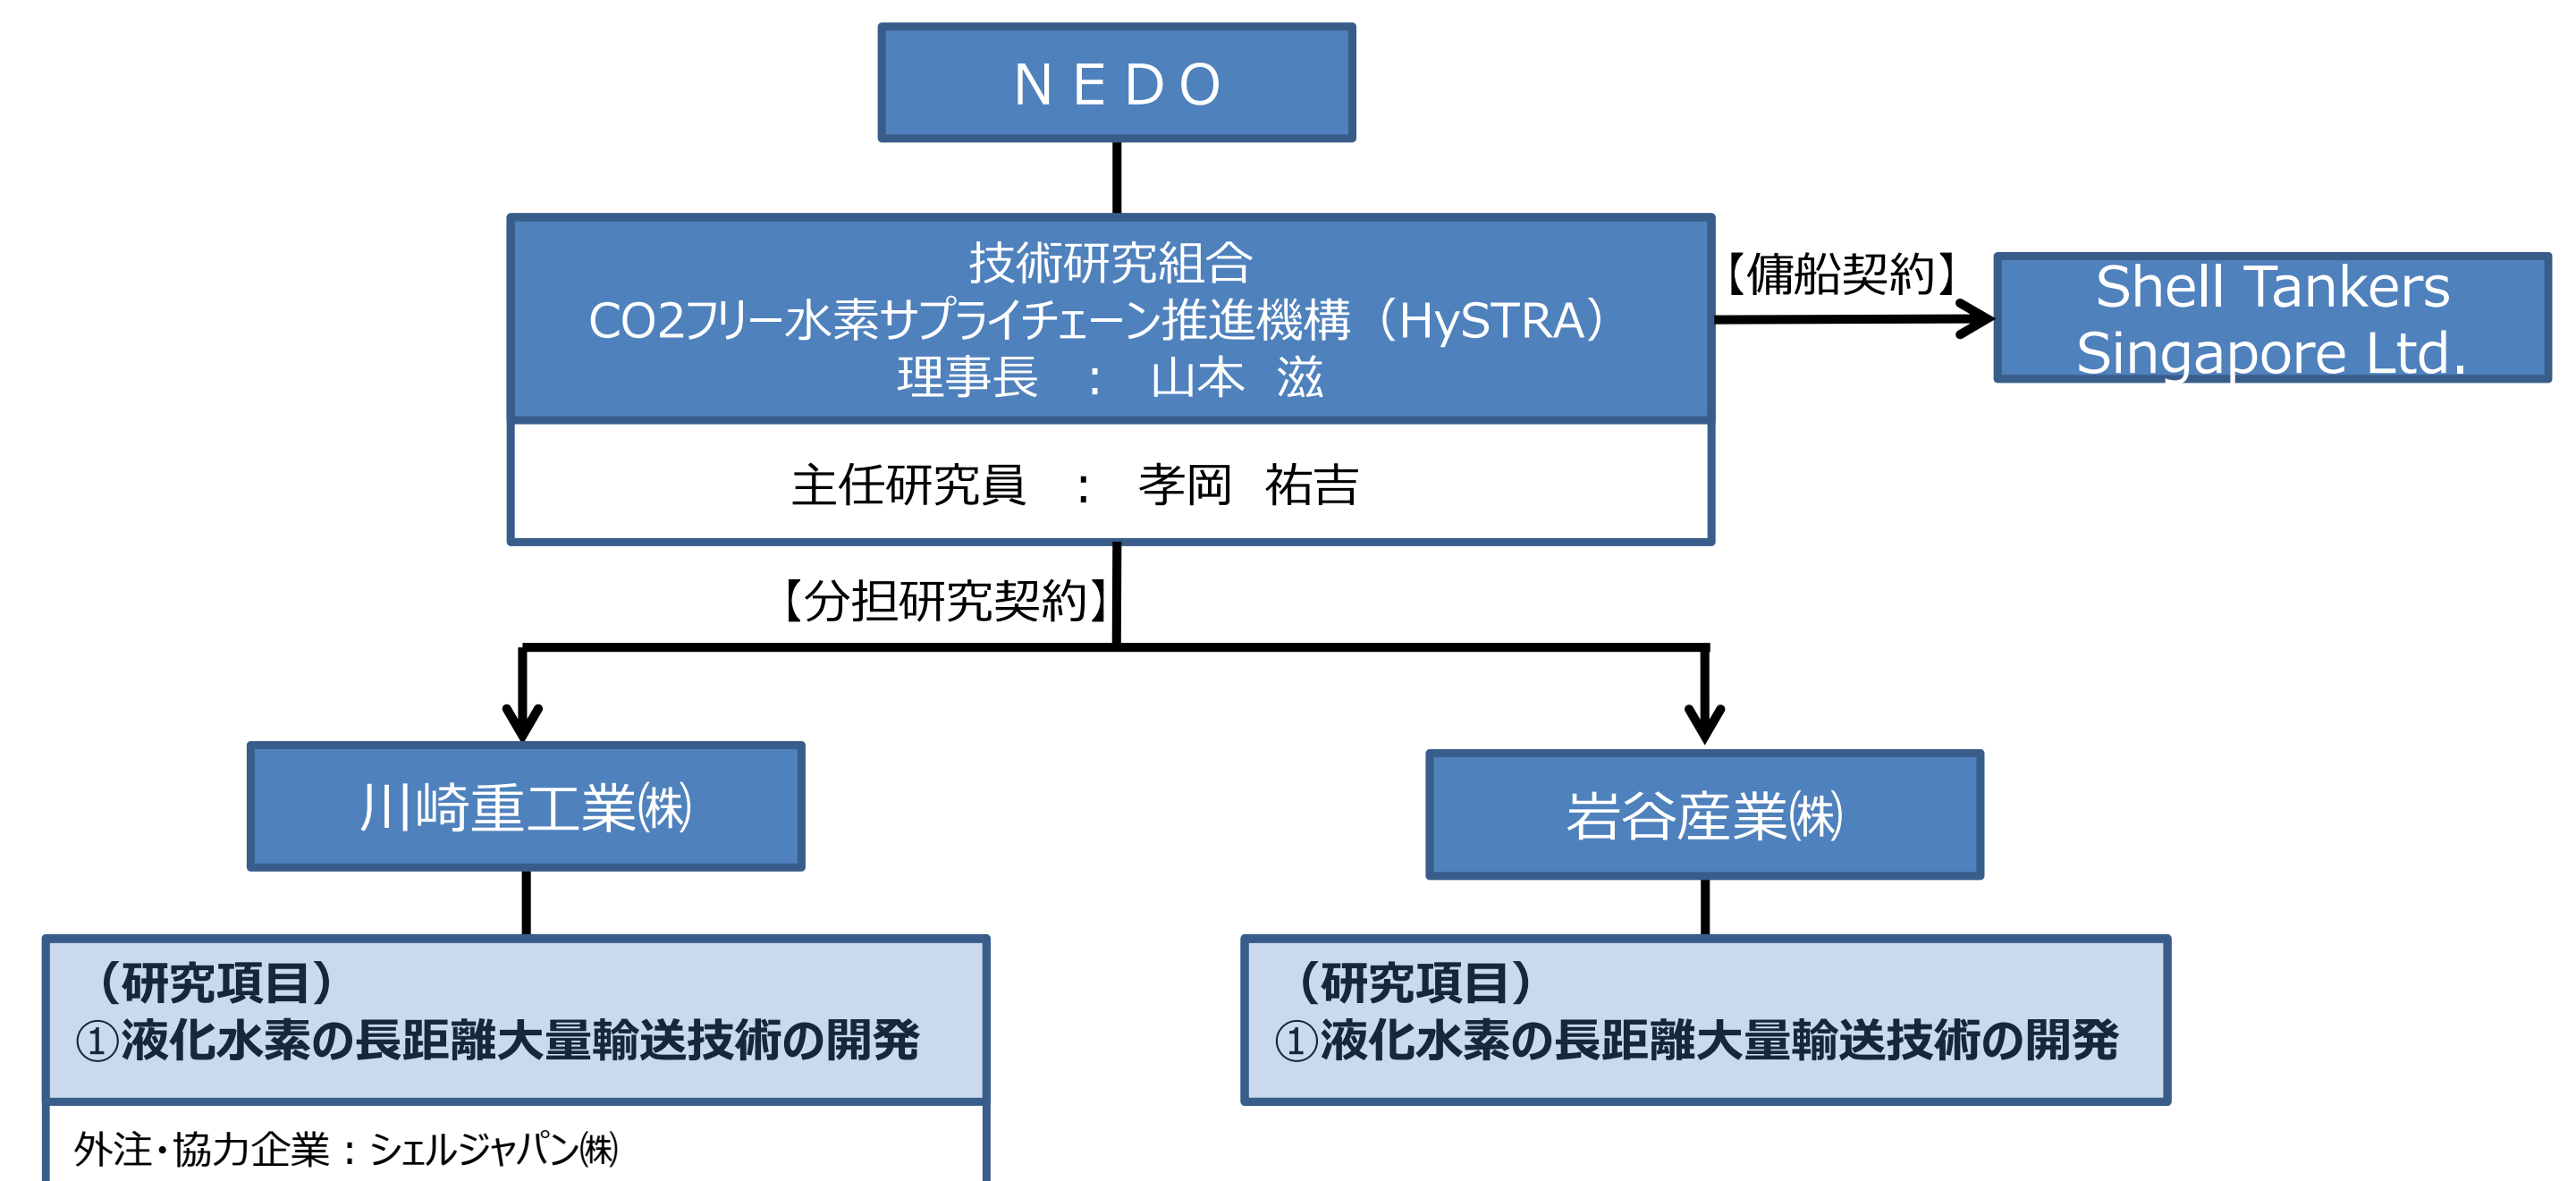 NEDO
技術研究組合
CO2フリー水素サプライチェーン推進機構（HySTRA）
理事長　：　山本　滋
【傭船契約】
Shell Tankers
Singapore Ltd.
主任研究員　：　孝岡　祐吉
【分担研究契約】
川崎重工業㈱
岩谷産業㈱
（研究項目）
①液化水素の長距離大量輸送技術の開発
外注・協力企業：シェルジャパン㈱
（研究項目）
①液化水素の長距離大量輸送技術の開発